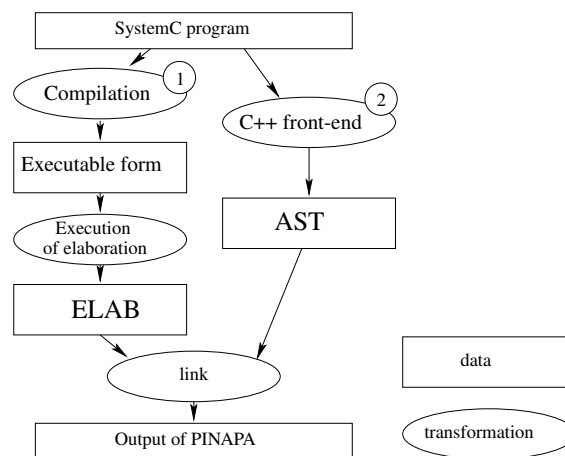 SystemC program
1
Compilation
2
C++ front-end
Executable form
AST
Execution
of elaboration
ELAB
link
data
Output of PINAPA
transformation